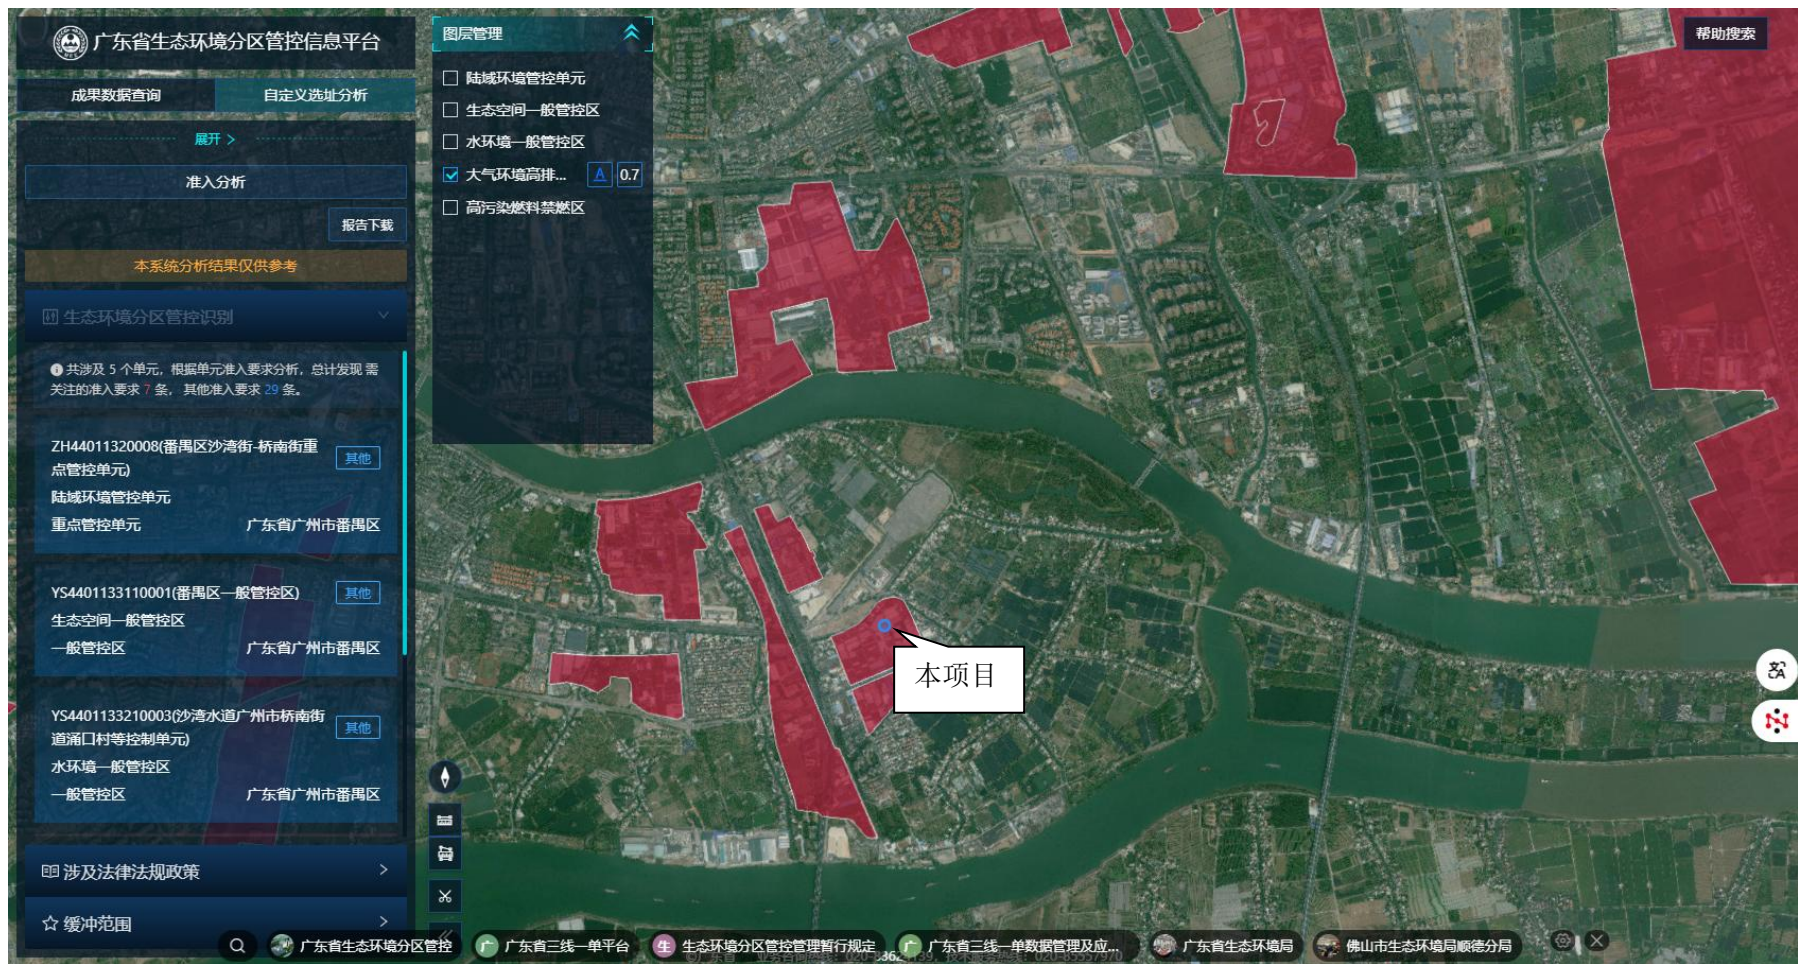 广东省生态环境分区管控信息平台
成果数据查询
自定义选址分析
展开 >
准入分析
报告下载
本系统分析结果仅供参考
生态环境分区管控识别
共涉及 5 个单元，根据单元准入要求分析，总计发现 需
关注的准入要求 7 条， 其他准入要求 29 条。
ZH44011320008(番禺区沙湾街-桥南街重
点管控单元)
其他
陆域环境管控单元
重点管控单元 广东省广州市番禺区
YS4401133110001(番禺区一般管控区)
其他
生态空间一般管控区
一般管控区 广东省广州市番禺区
YS4401133210003(沙湾水道广州市桥南街
道涌口村等控制单元)
其他
水环境一般管控区
一般管控区 广东省广州市番禺区
涉及法律法规政策
缓冲范围
图层管理
陆域环境管控单元
生态空间一般管控区
水环境一般管控区
大气环境高排... A 0.7
高污染燃料禁燃区
帮助搜索
本项目
广东省生态环境分区管控
广 广东省三线一单平台
生 生态环境分区管控管理暂行规定
广 广东省三线一单数据管理及应...
广东省生态环境局
佛山市生态环境局顺德分局